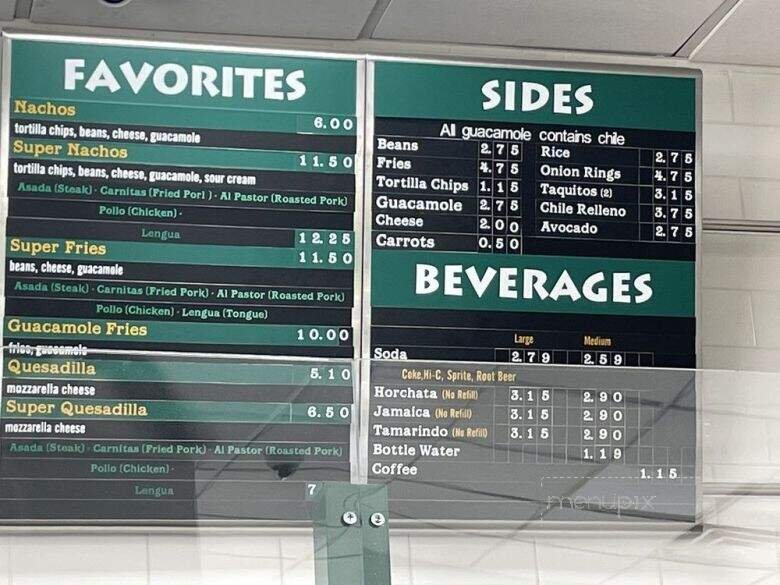 FAVORITES
Nachos 6.00
tortilla chips, beans, cheese, guacamole
Super Nachos 11.50
tortilla chips, beans, cheese, guacamole, sour cream
Asada (Steak) · Carnitas (Fried Porl ) · Al Pastor (Roasted Pork)
Pollo (Chicken) ·
Lengua 12.25
Super Fries 11.50
beans, cheese, guacamole
Asada (Steak) · Carnitas (Fried Pork) · Al Pastor (Roasted Pork)
Pollo (Chicken) · Lengua (Tongue)
Guacamole Fries 10.00
fries, guacamole
Quesadilla 5.10
mozzarella cheese
Super Quesadilla 6.50
mozzarella cheese
Asada (Steak) · Carnitas (Fried Pork) · Al Pastor (Roasted Pork)
Pollo (Chicken) ·
Lengua 7
SIDES
All guacamole contains chile
Beans 2.75
Fries 4.75
Tortilla Chips 1.15
Guacamole 2.75
Cheese 2.00
Carrots 0.50
Rice 2.75
Onion Rings 4.75
Taquitos (2) 3.15
Chile Relleno 3.75
Avocado 2.75
BEVERAGES
Large Medium
Soda 2.79 2.59
Coke,Hi-C, Sprite, Root Beer
Horchata (No Refill) 3.15 2.90
Jamaica (No Refill) 3.15 2.90
Tamarindo (No Refill) 3.15 2.90
Bottle Water 1.19
Coffee 1.15
menupix